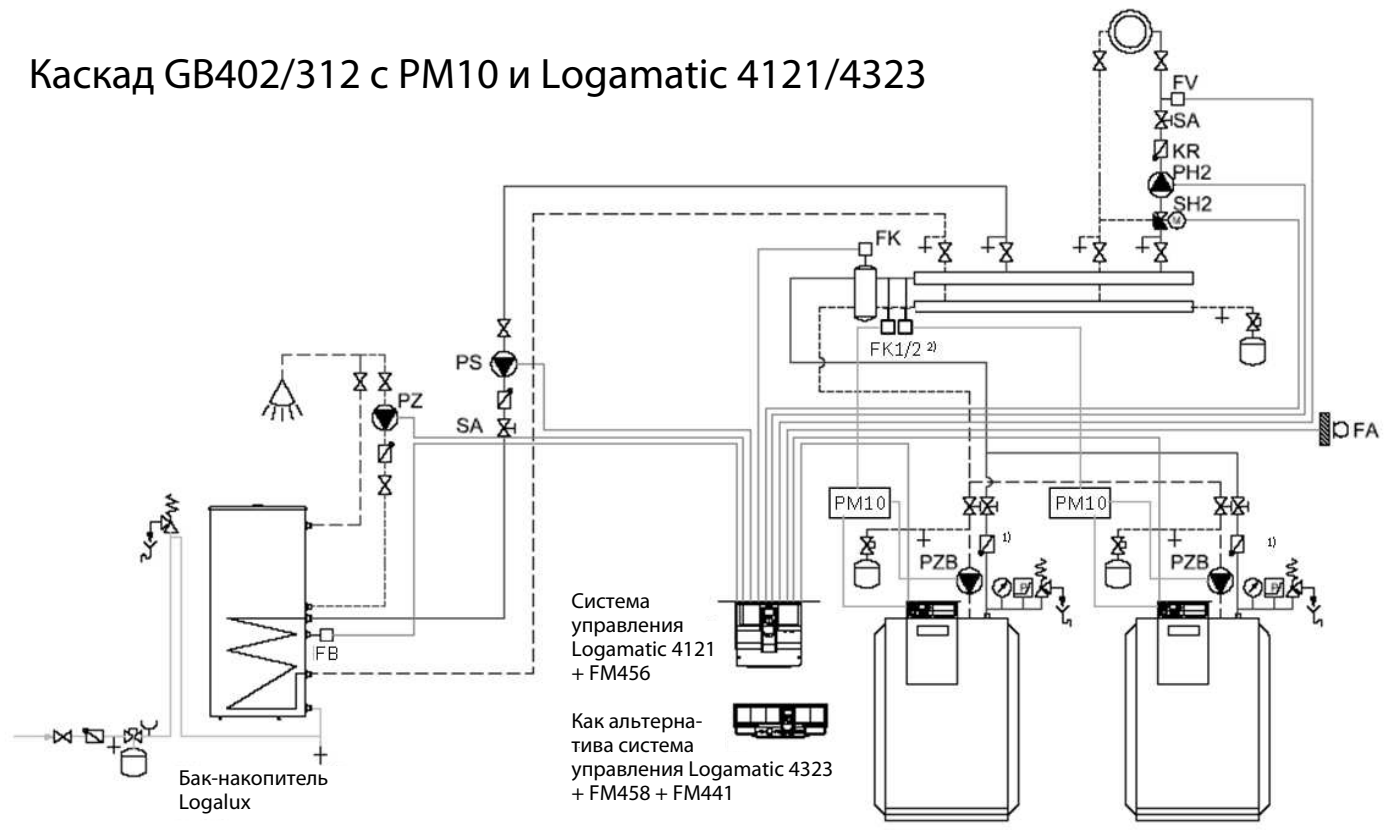 Каскад GB402/312 с PM10 и Logamatic 4121/4323
FV
SA
KR
PH2
SH2
M
FK
FK1/2 2)
PS
PZ
SA
FA
PM10
PM10
1)
1)
PZB
PZB
FB
Система
управления
Logamatic 4121
+ FM456
Как альтерна-
тива система
управления Logamatic 4323
+ FM458 + FM441
Бак-накопитель
Logalux